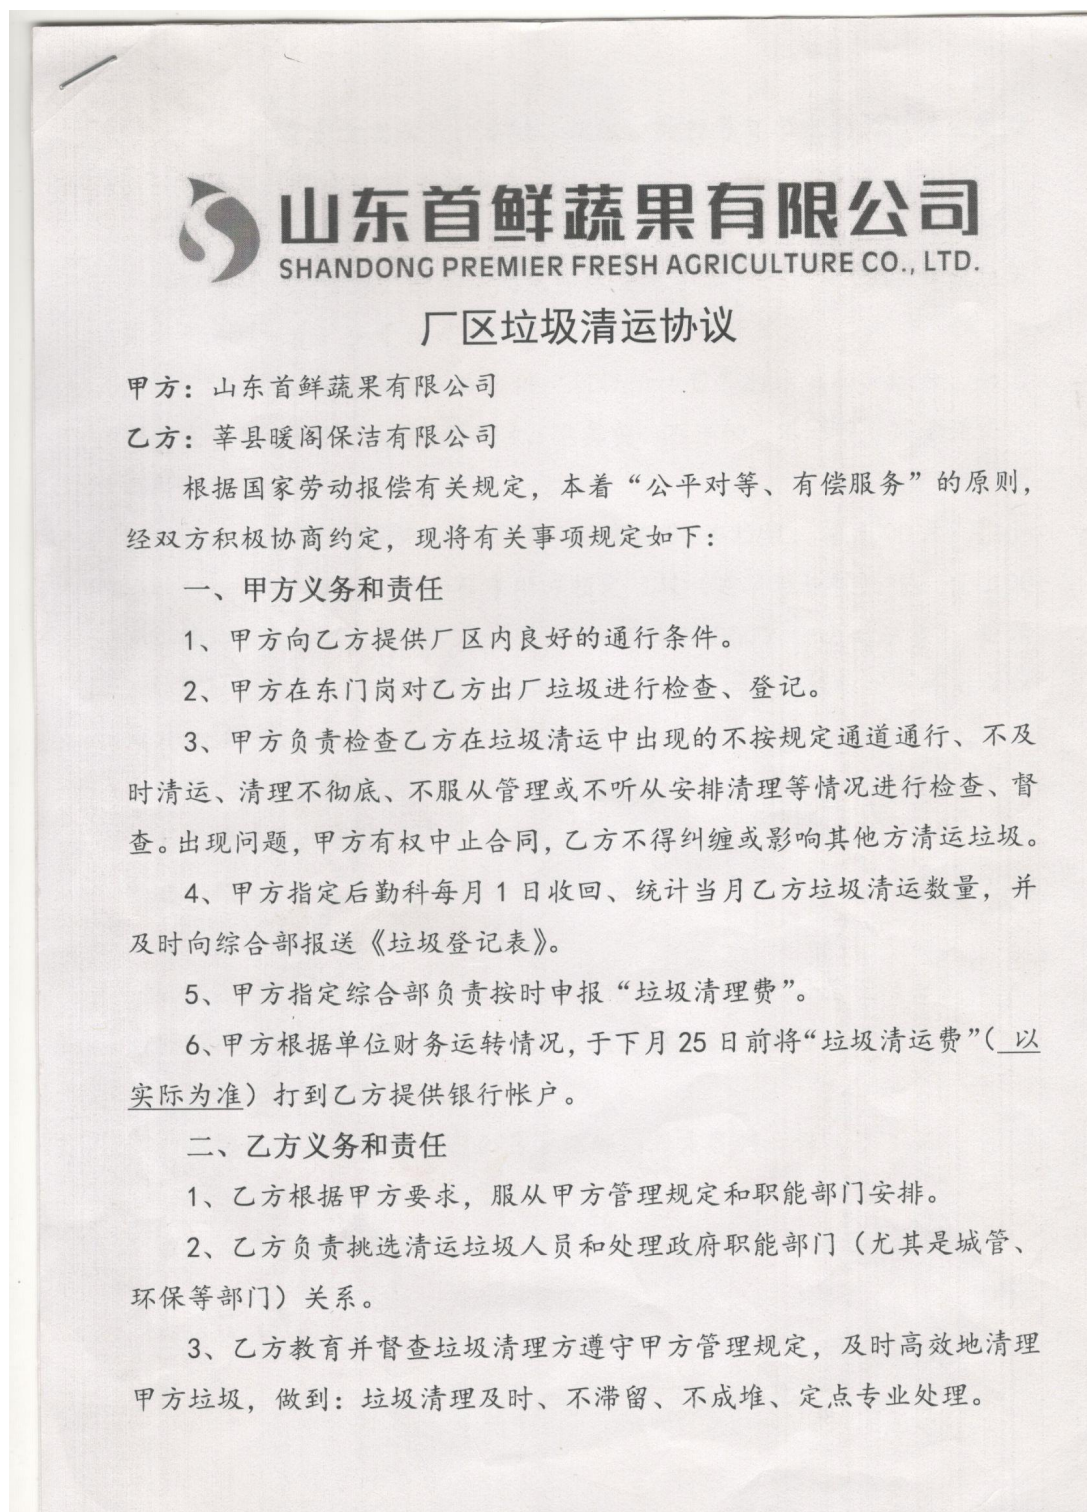 山东首鲜蔬果有限公司
SHANDONG PREMIER FRESH AGRICULTURE CO., LTD.
厂区垃圾清运协议
甲方：山东首鲜蔬果有限公司
乙方：莘县暖阁保洁有限公司
根据国家劳动报偿有关规定，本着“公平对等、有偿服务”的原则，
经双方积极协商约定，现将有关事项规定如下：
一、甲方义务和责任
1、甲方向乙方提供厂区内良好的通行条件。
2、甲方在东门岗对乙方出厂垃圾进行检查、登记。
3、甲方负责检查乙方在垃圾清运中出现的不按规定通道通行、不及
时清运、清理不彻底、不服从管理或不听从安排清理等情况进行检查、督
查。出现问题，甲方有权中止合同，乙方不得纠缠或影响其他方清运垃圾。
4、甲方指定后勤科每月1日收回、统计当月乙方垃圾清运数量，并
及时向综合部报送《垃圾登记表》。
5、甲方指定综合部负责按时申报“垃圾清理费”。
6、甲方根据单位财务运转情况，于下月25日前将“垃圾清运费”（ 以
实际为准）打到乙方提供银行帐户。
二、乙方义务和责任
1、乙方根据甲方要求，服从甲方管理规定和职能部门安排。
2、乙方负责挑选清运垃圾人员和处理政府职能部门（尤其是城管、
环保等部门）关系。
3、乙方教育并督查垃圾清理方遵守甲方管理规定，及时高效地清理
甲方垃圾，做到：垃圾清理及时、不滞留、不成堆、定点专业处理。